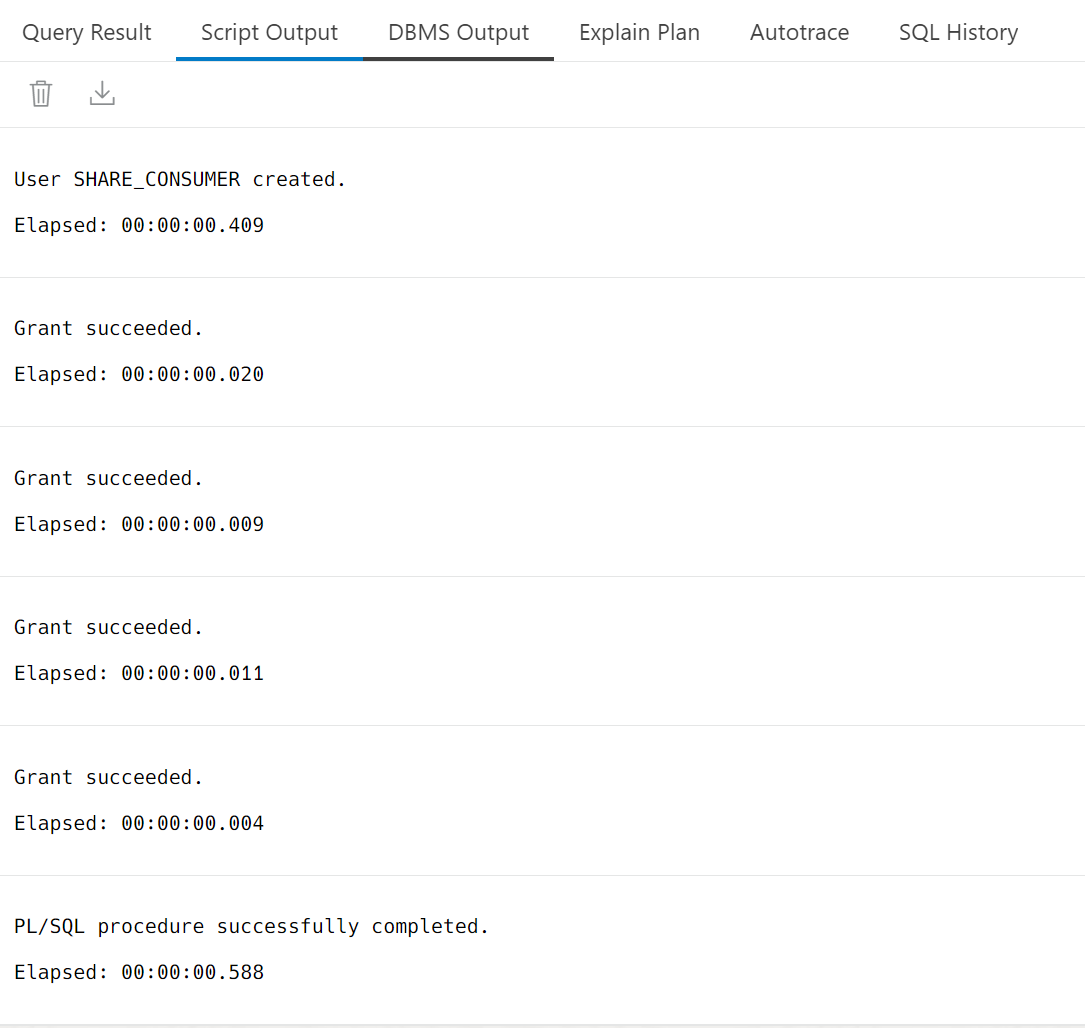 Query Result Script Output DBMS Output Explain Plan Autotrace SQL History
User SHARE_CONSUMER created.
Elapsed: 00:00:00.409
Grant succeeded.
Elapsed: 00:00:00.020
Grant succeeded.
Elapsed: 00:00:00.009
Grant succeeded.
Elapsed: 00:00:00.011
Grant succeeded.
Elapsed: 00:00:00.004
PL/SQL procedure successfully completed.
Elapsed: 00:00:00.588